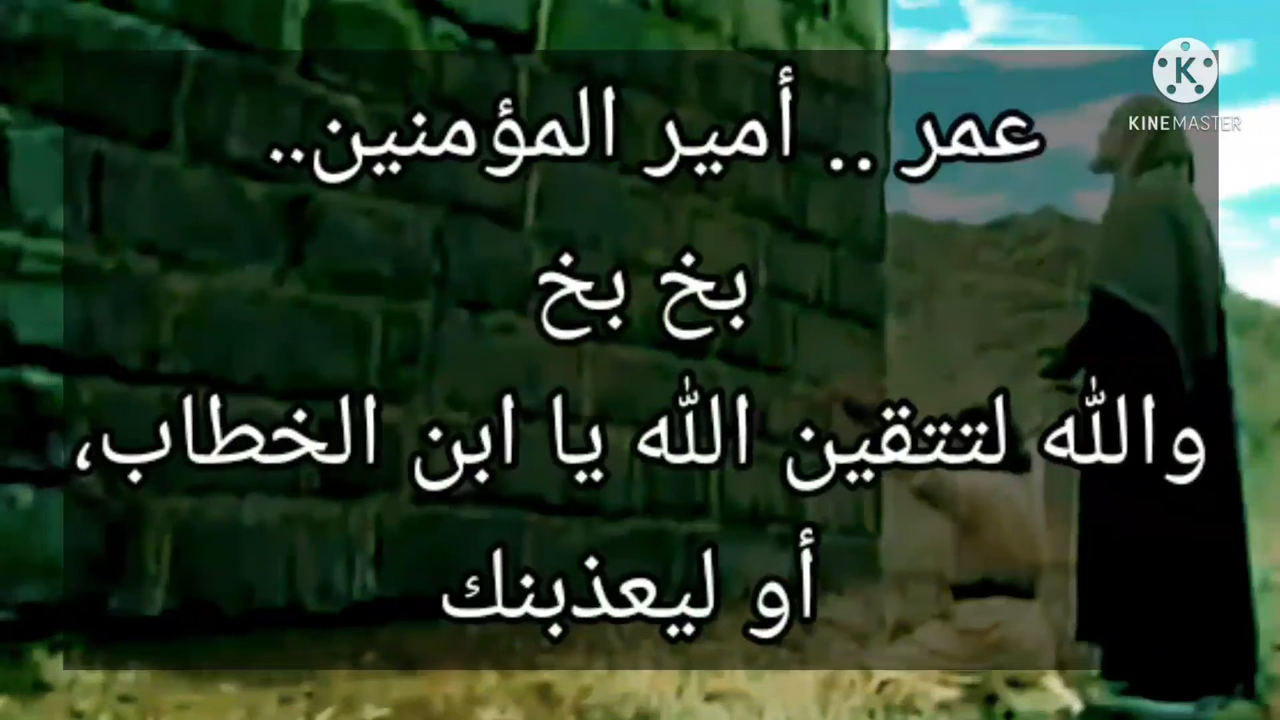 عمر .. أمير المؤمنين..
بخ بخ
والله لتتقين الله يا ابن الخطاب،
أو ليعذبنك
KINEMASTER